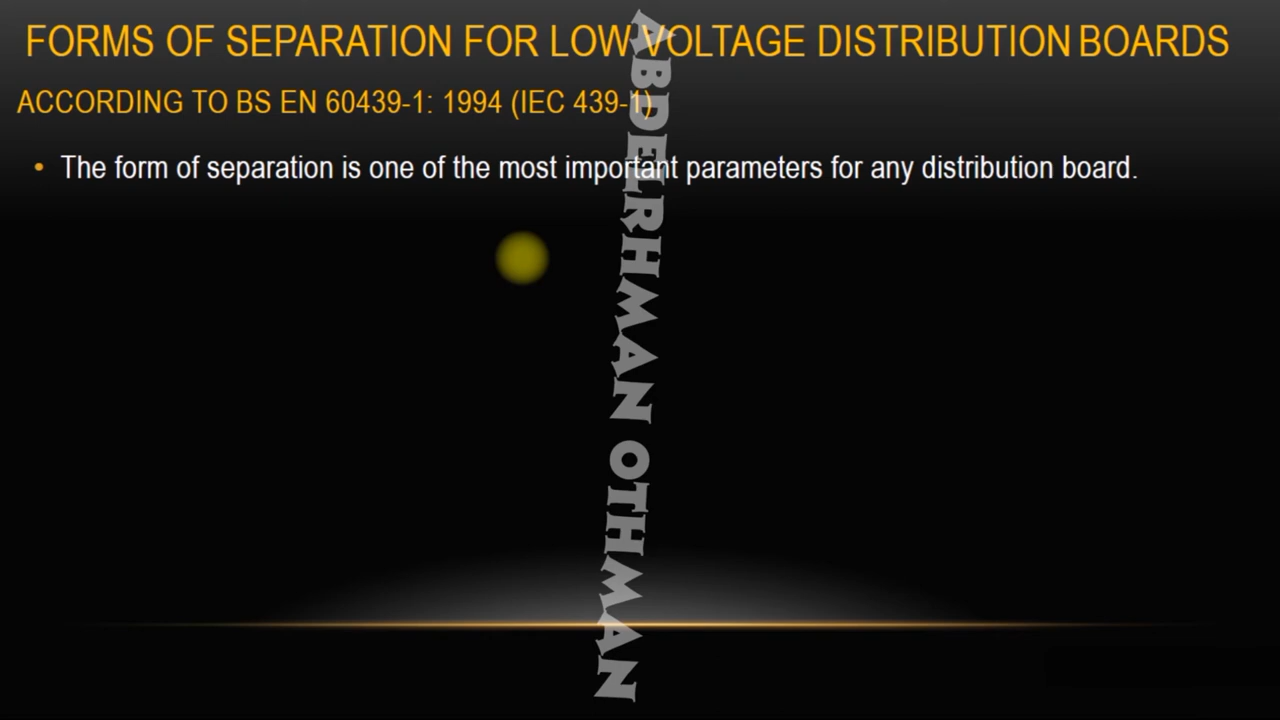 FORMS OF SEPARATION FOR LOW VOLTAGE DISTRIBUTION BOARDS
ACCORDING TO BS EN 60439-1: 1994 (IEC 439-1)
• The form of separation is one of the most important parameters for any distribution board.
ABDELRHMAN OTHMAN